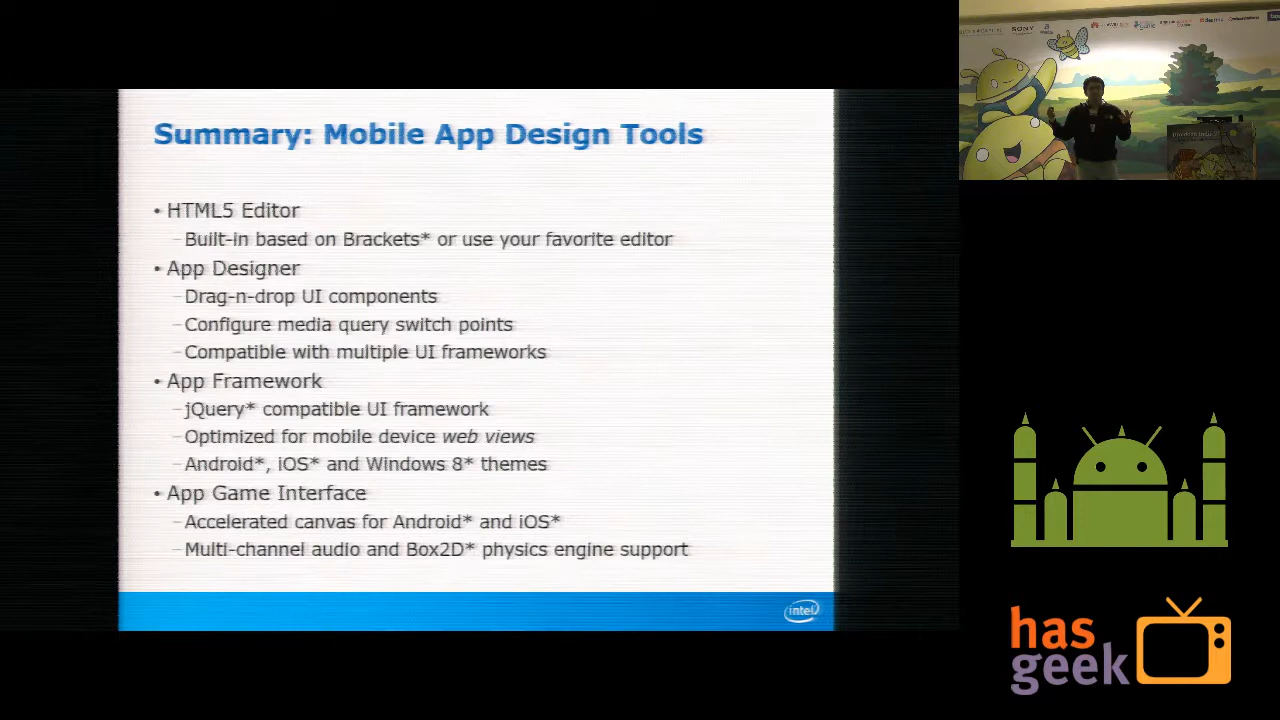 Summary: Mobile App Design Tools
• HTML5 Editor
–Built-in based on Brackets* or use your favorite editor
• App Designer
–Drag-n-drop UI components
–Configure media query switch points
–Compatible with multiple UI frameworks
• App Framework
–jQuery* compatible UI framework
–Optimized for mobile device web views
–Android*, iOS* and Windows 8* themes
• App Game Interface
–Accelerated canvas for Android* and iOS*
–Multi-channel audio and Box2D* physics engine support
intel
SONY
has
geek